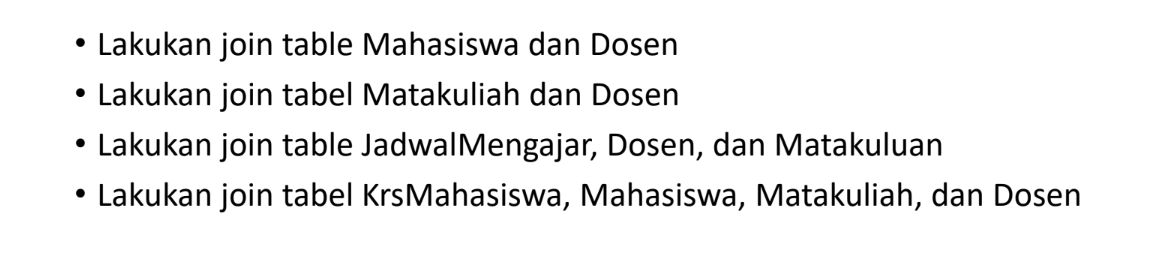 • Lakukan join table Mahasiswa dan Dosen
• Lakukan join tabel Matakuliah dan Dosen
• Lakukan join table JadwalMengajar, Dosen, dan Matakuluan
• Lakukan join tabel KrsMahasiswa, Mahasiswa, Matakuliah, dan Dosen